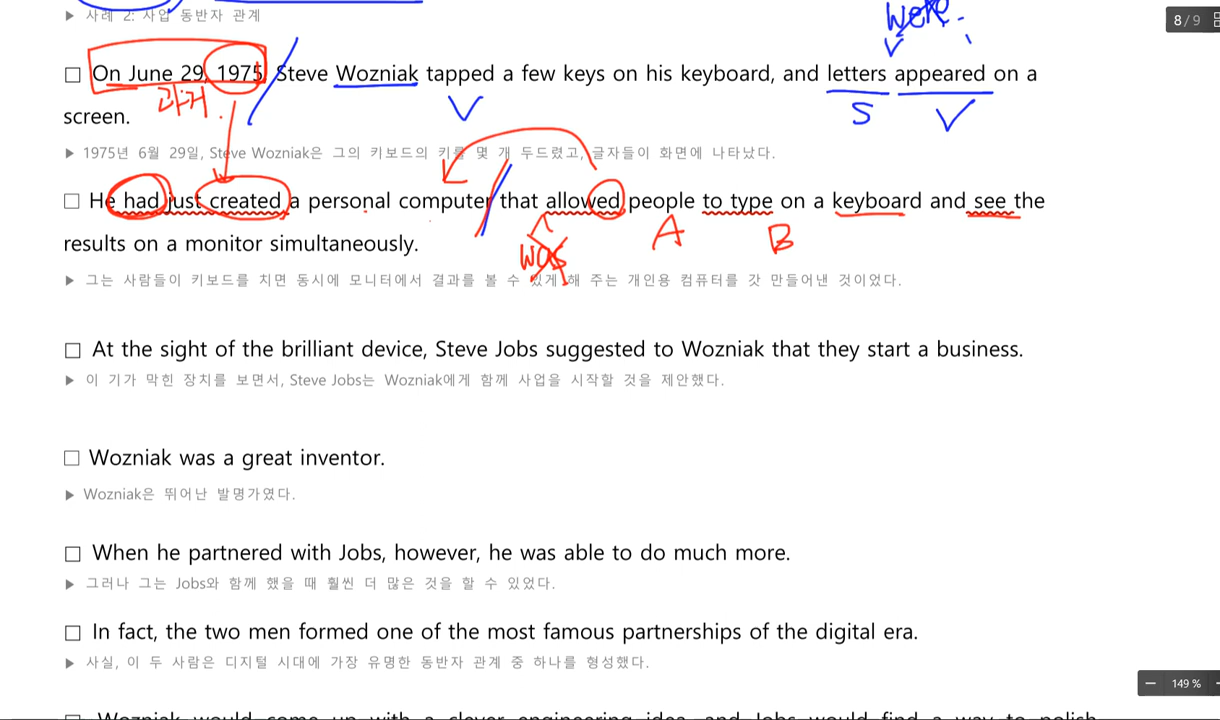 ▶ 사례 2: 사업 동반자 관계
were.
8 / 9
□ On June 29, 1975, Steve Wozniak tapped a few keys on his keyboard, and letters appeared on a
과거.
V
S
V
screen.
▶ 1975년 6월 29일, Steve Wozniak은 그의 키보드의 키를 몇 개 두드렸고, 글자들이 화면에 나타났다.
□ He had just created a personal computer that allowed people to type on a keyboard and see the
A
B
was
results on a monitor simultaneously.
▶ 그는 사람들이 키보드를 치면 동시에 모니터에서 결과를 볼 수 있게 해 주는 개인용 컴퓨터를 갓 만들어낸 것이었다.
□ At the sight of the brilliant device, Steve Jobs suggested to Wozniak that they start a business.
▶ 이 기가 막힌 장치를 보면서, Steve Jobs는 Wozniak에게 함께 사업을 시작할 것을 제안했다.
□ Wozniak was a great inventor.
▶ Wozniak은 뛰어난 발명가였다.
□ When he partnered with Jobs, however, he was able to do much more.
▶ 그러나 그는 Jobs와 함께 했을 때 훨씬 더 많은 것을 할 수 있었다.
□ In fact, the two men formed one of the most famous partnerships of the digital era.
▶ 사실, 이 두 사람은 디지털 시대에 가장 유명한 동반자 관계 중 하나를 형성했다.
149 %
□ Wozniak would come up with a clever engineering idea, and Jobs would find a way to polish,